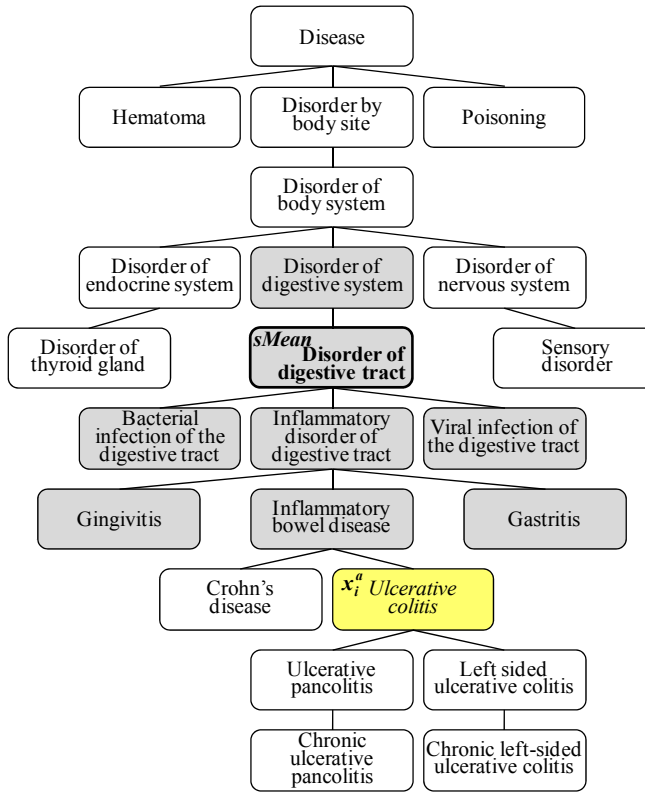 Disease
Hematoma
Disorder by
body site
Poisoning
Disorder of
body system
Disorder of
endocrine system
Disorder of
digestive system
Disorder of
nervous system
Disorder of
thyroid gland
sMean
Disorder of
digestive tract
Sensory
disorder
Bacterial
infection of the
digestive tract
Inflammatory
disorder of
digestive tract
Viral infection of
the digestive tract
Gingivitis
Inflammatory
bowel disease
Gastritis
Crohn’s
disease
x_i^a Ulcerative
colitis
Ulcerative
pancolitis
Left sided
ulcerative colitis
Chronic
ulcerative
pancolitis
Chronic left-sided
ulcerative colitis